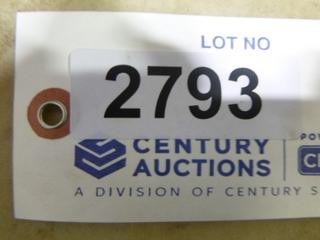 LOT NO
2793
CENTURY
AUCTIONS
A DIVISION OF CENTURY